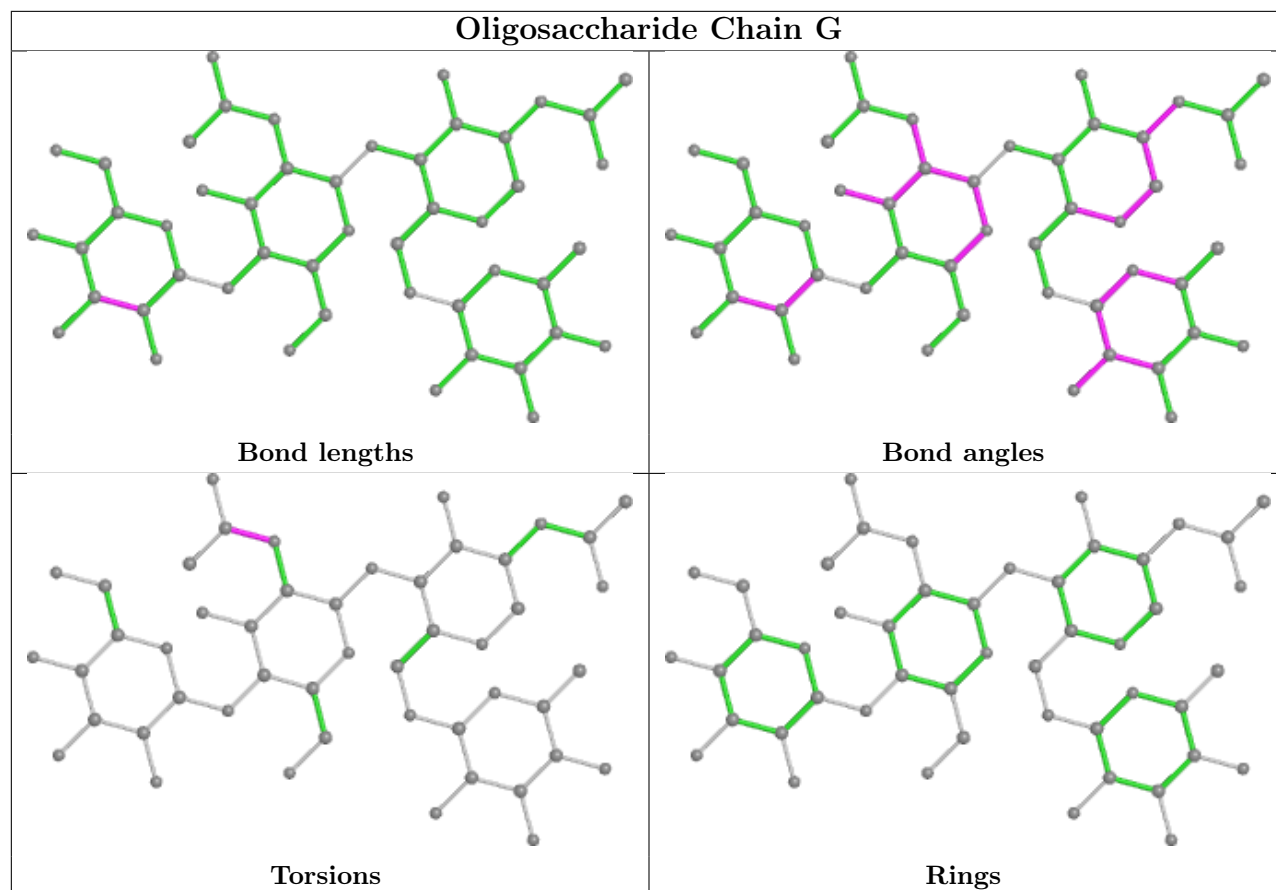 Oligosaccharide Chain G
Bond lengths
Bond angles
Torsions
Rings